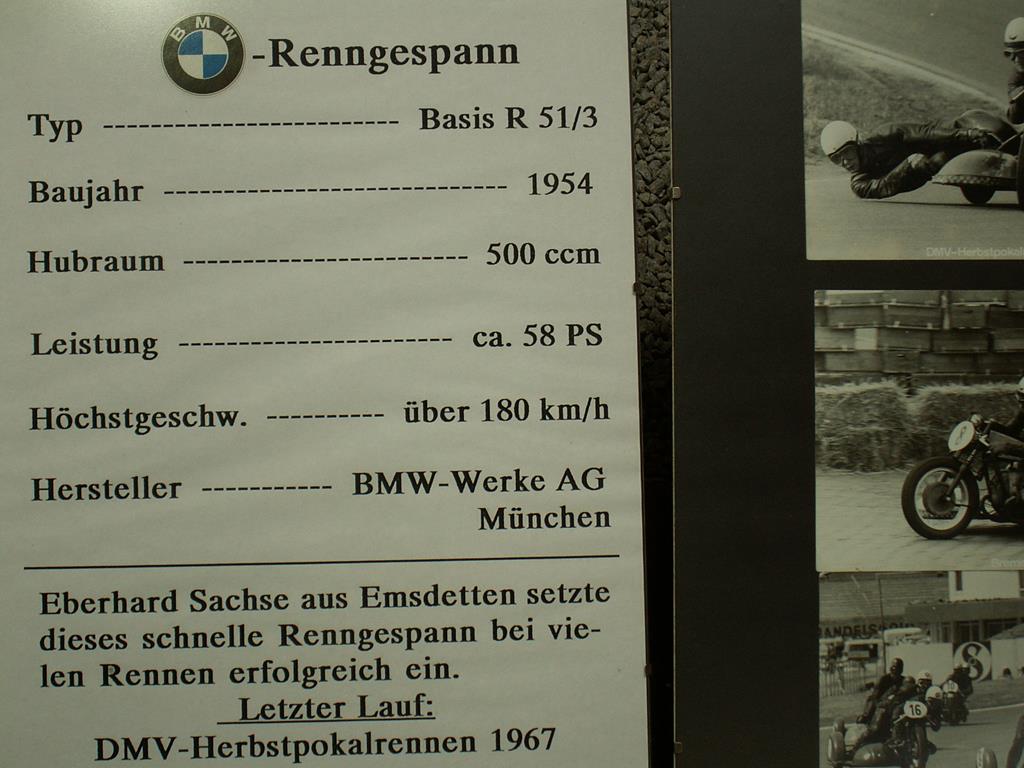 BMW -Renngespann
Typ ------------------------- Basis R 51/3
Baujahr ----------------------------- 1954
Hubraum ------------------------ 500 ccm
Leistung ----------------------- ca. 58 PS
Höchstgeschw. ---------- über 180 km/h
Hersteller ----------- BMW-Werke AG
München
Eberhard Sachse aus Emsdetten setzte
dieses schnelle Renngespann bei vie-
len Rennen erfolgreich ein.
Letzter Lauf:
DMV-Herbstpokalrennen 1967
DMV-Herbstpokal
16